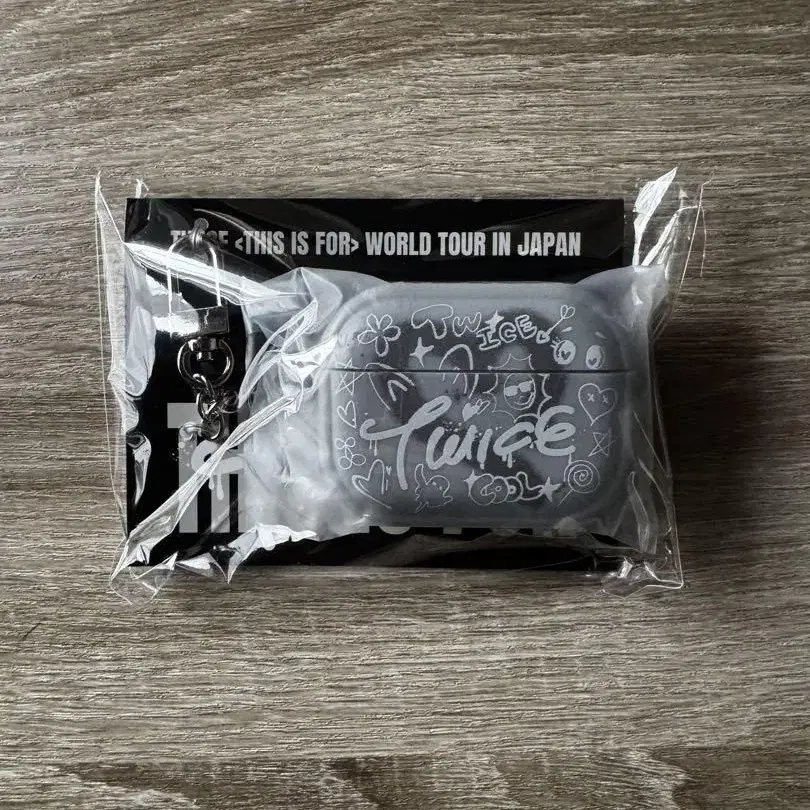 TWICE <THIS IS FOR> WORLD TOUR IN JAPAN
TWICE
Twice
COOL